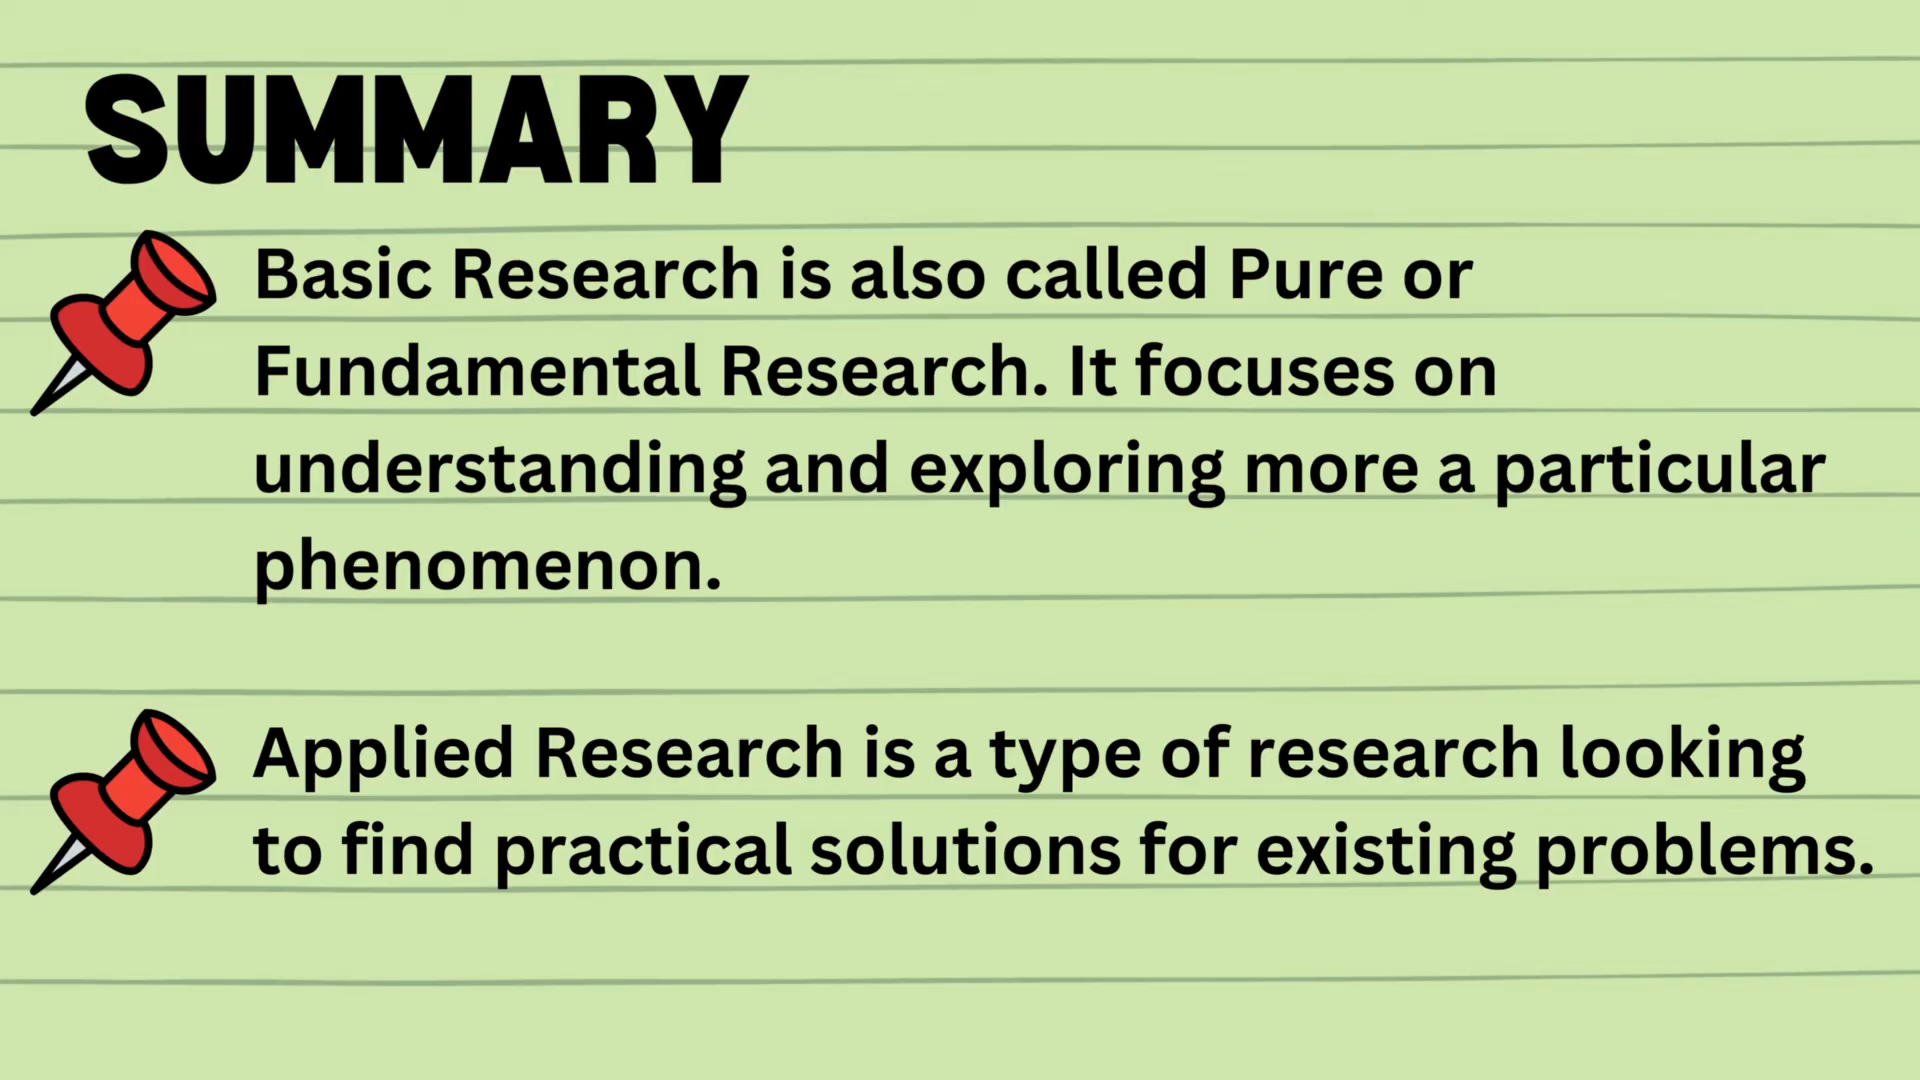 SUMMARY
Basic Research is also called Pure or
Fundamental Research. It focuses on
understanding and exploring more a particular
phenomenon.
Applied Research is a type of research looking
to find practical solutions for existing problems.